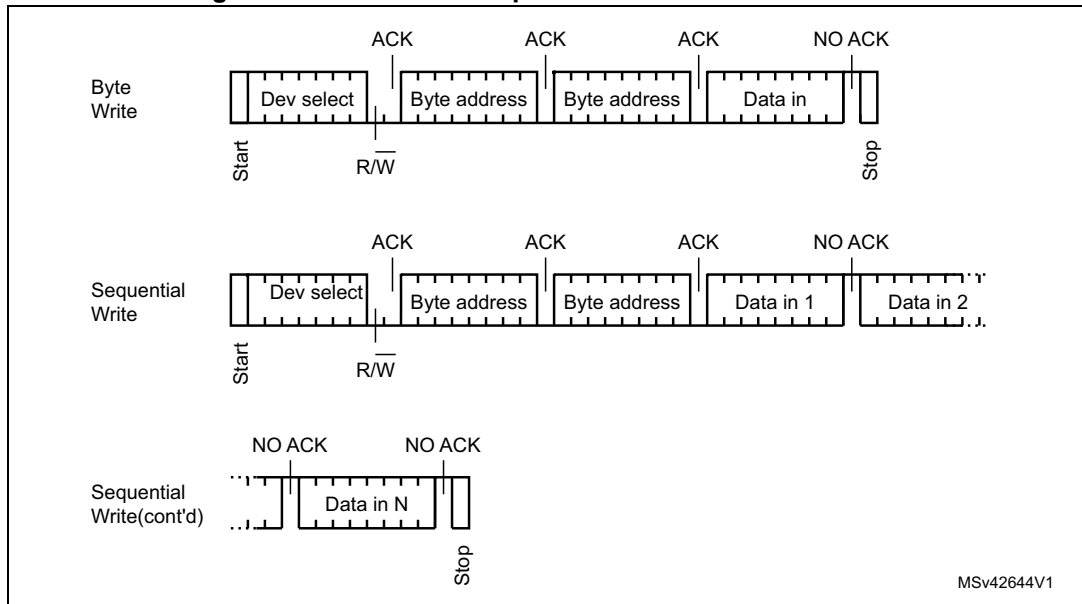 ACK ACK ACK NO ACK
Byte
Write
Dev select Byte address Byte address Data in
Start R/W Stop
ACK ACK ACK NO ACK
Sequential
Write
Dev select Byte address Byte address Data in 1 Data in 2
Start R/W
NO ACK NO ACK
Sequential
Write(cont'd)
Data in N
Stop
MSv42644V1